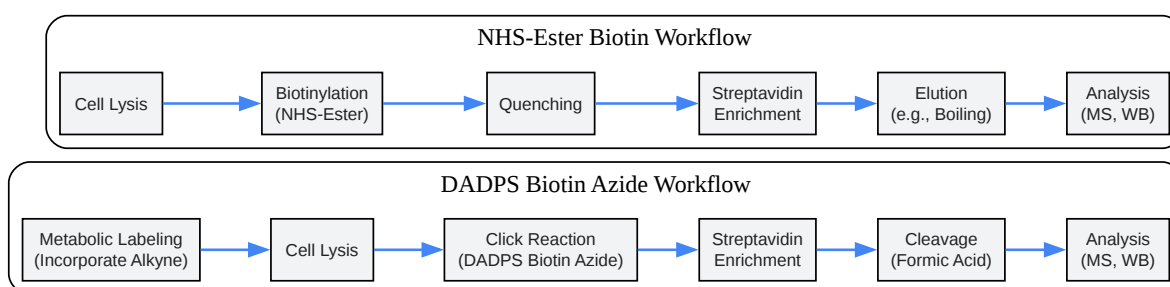 NHS-Ester Biotin Workflow
Cell Lysis
Biotinylation
(NHS-Ester)
Quenching
Streptavidin
Enrichment
Elution
(e.g., Boiling)
Analysis
(MS, WB)
DADPS Biotin Azide Workflow
Metabolic Labeling
(Incorporate Alkyne)
Cell Lysis
Click Reaction
(DADPS Biotin Azide)
Streptavidin
Enrichment
Cleavage
(Formic Acid)
Analysis
(MS, WB)